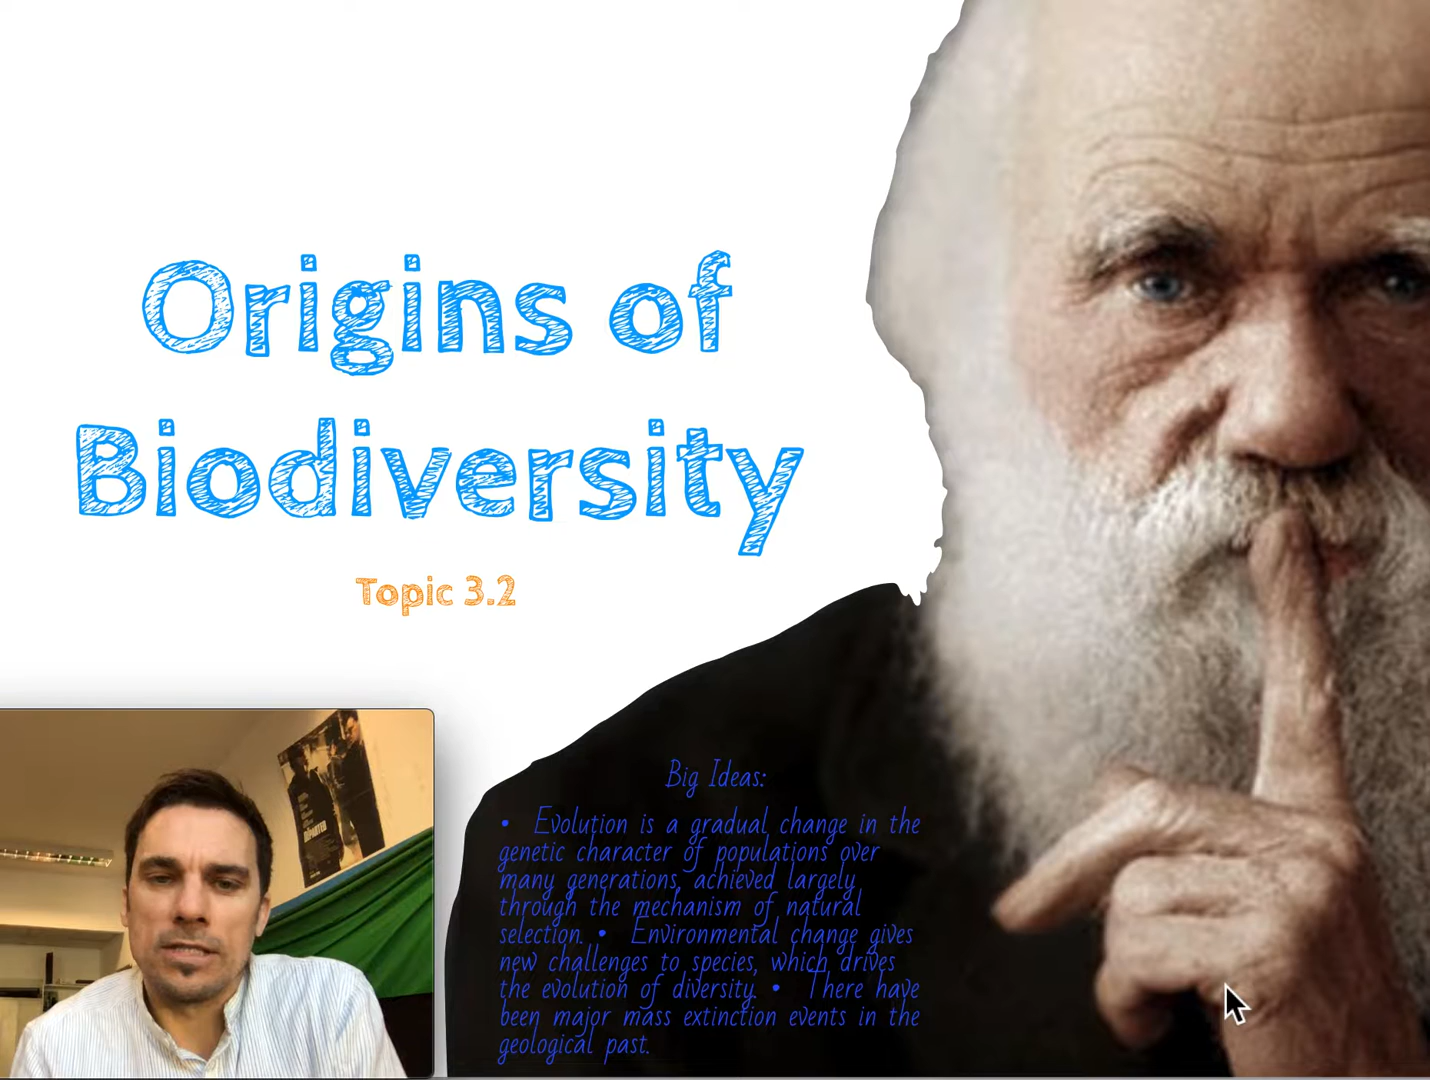 Origins of
Biodiversity
Topic 3.2
Big Ideas:
• Evolution is a gradual change in the
genetic character of populations over
many generations, achieved largely
through the mechanism of natural
selection. • Environmental change gives
new challenges to species, which drives
the evolution of diversity. • There have
been major mass extinction events in the
geological past.
DEPARTED